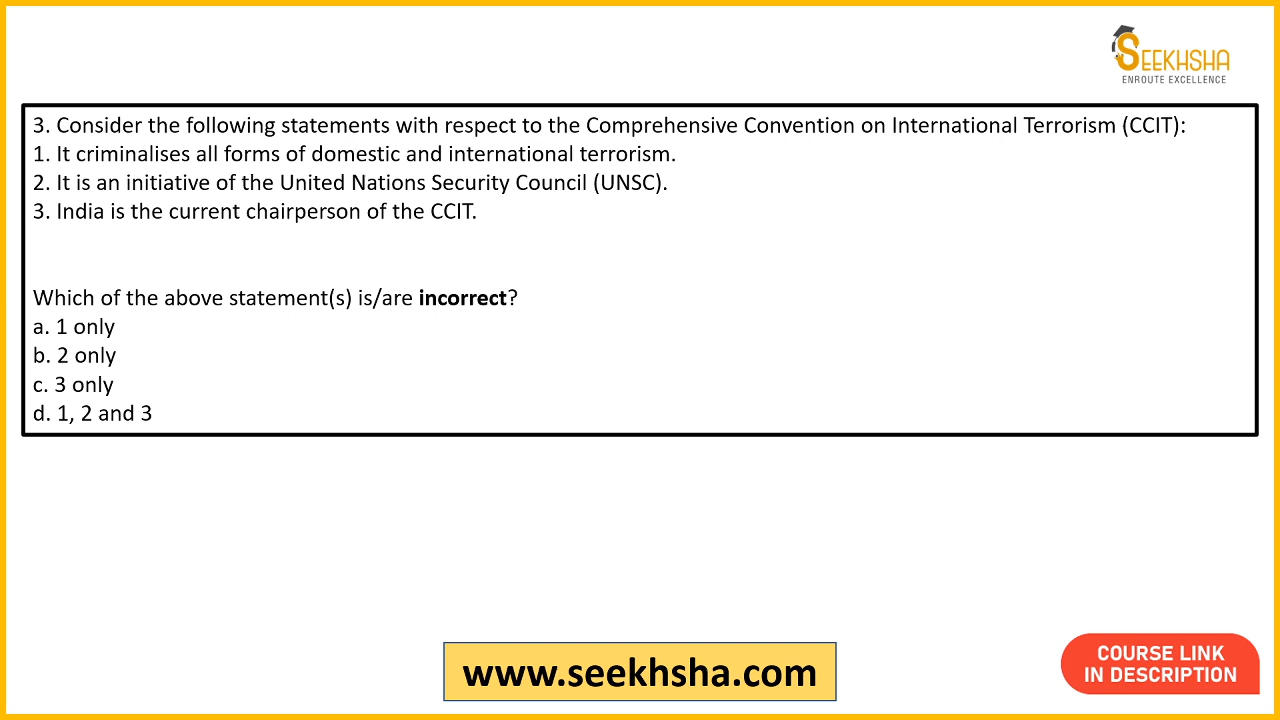 SEEKHSHA
ENROUTE EXCELLENCE
3. Consider the following statements with respect to the Comprehensive Convention on International Terrorism (CCIT):
1. It criminalises all forms of domestic and international terrorism.
2. It is an initiative of the United Nations Security Council (UNSC).
3. India is the current chairperson of the CCIT.
Which of the above statement(s) is/are incorrect?
a. 1 only
b. 2 only
c. 3 only
d. 1, 2 and 3
www.seekhsha.com
COURSE LINK
IN DESCRIPTION